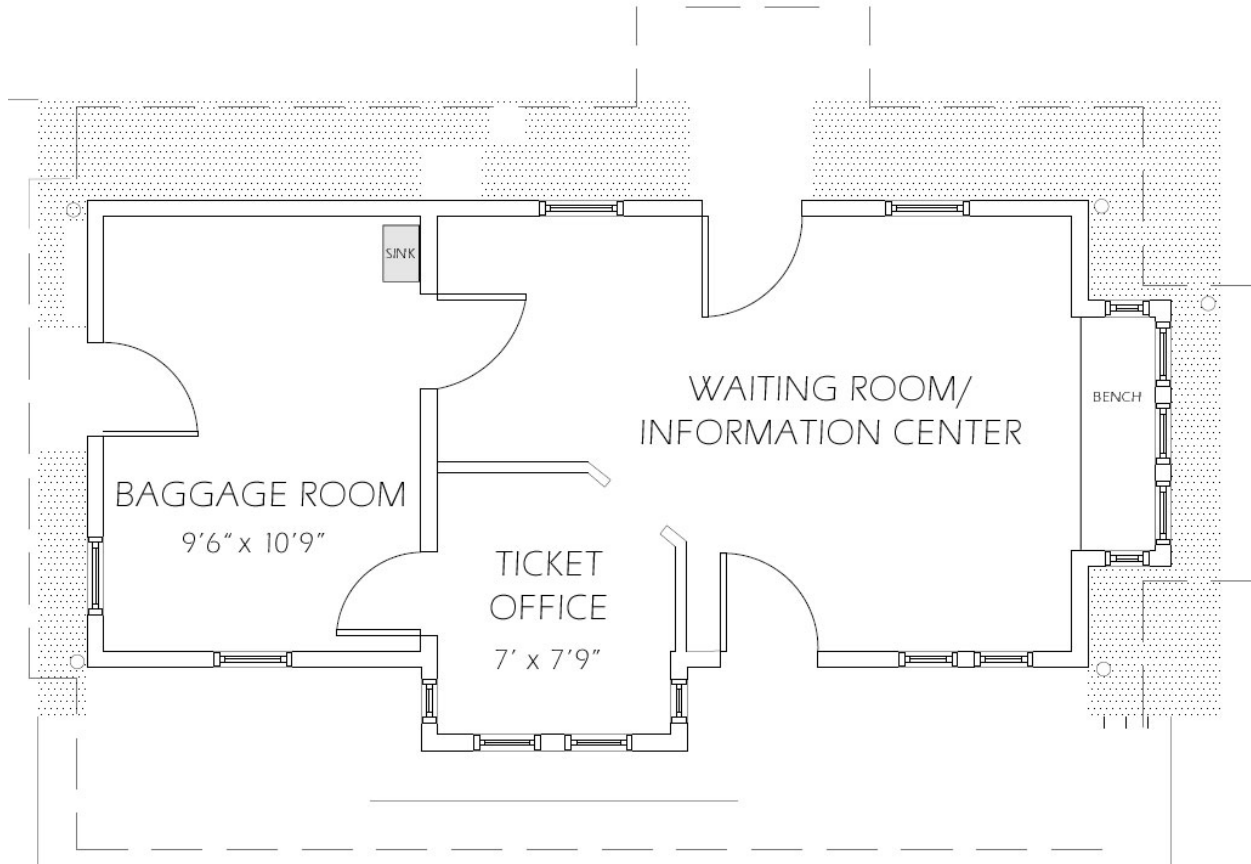 SINK
WAITING ROOM/
INFORMATION CENTER
BENCH
BAGGAGE ROOM
9'6" x 10'9"
TICKET
OFFICE
7' x 7'9"